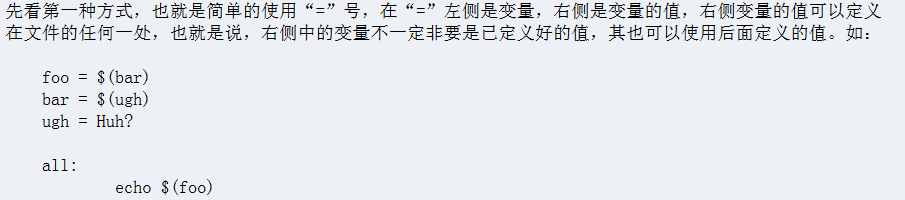 先看第一种方式，也就是简单的使用“=”号，在“=”左侧是变量，右侧是变量的值，右侧变量的值可以定义
在文件的任何一处，也就是说，右侧中的变量不一定非要是已定义好的值，其也可以使用后面定义的值。如：
foo = $(bar)
bar = $(ugh)
ugh = Huh?
all:
echo $(foo)